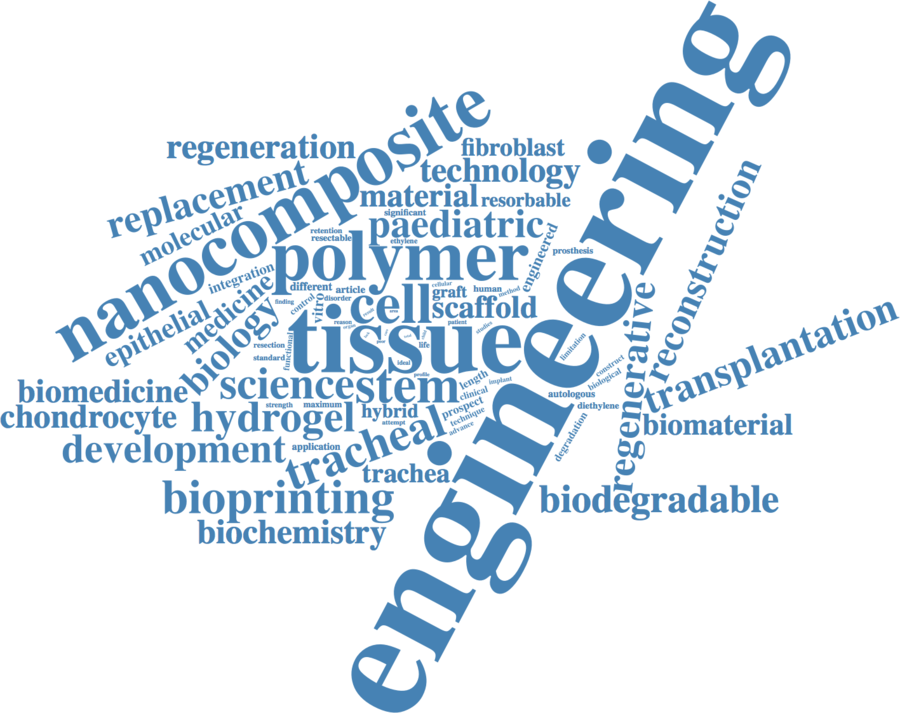 engineering
nanocomposite
regeneration
fibroblast
technology
replacement
material
resorbable
molecular
significant
paediatric
retention
resectable
ethylene
engineered
prosthesis
reconstruction
polymer
integration
different
article
cellular
graft
human
method
medicine
finding
control
vitro
disorder
cell
scaffold
epithelial
biology
functional
reason
tissue
patient
studies
life
ideal
resection
standard
limitation
transplantation
regenerative
construct
biological
profile
biomedicine
sciencestem
length
implant
clinical
autologous
chondrocyte
hydrogel
strength
maximum
hybrid
attempt
prospect
technique
advance
diethylene
biomaterial
degradation
development
application
tracheal
trachea
bioprinting
biodegradable
biochemistry